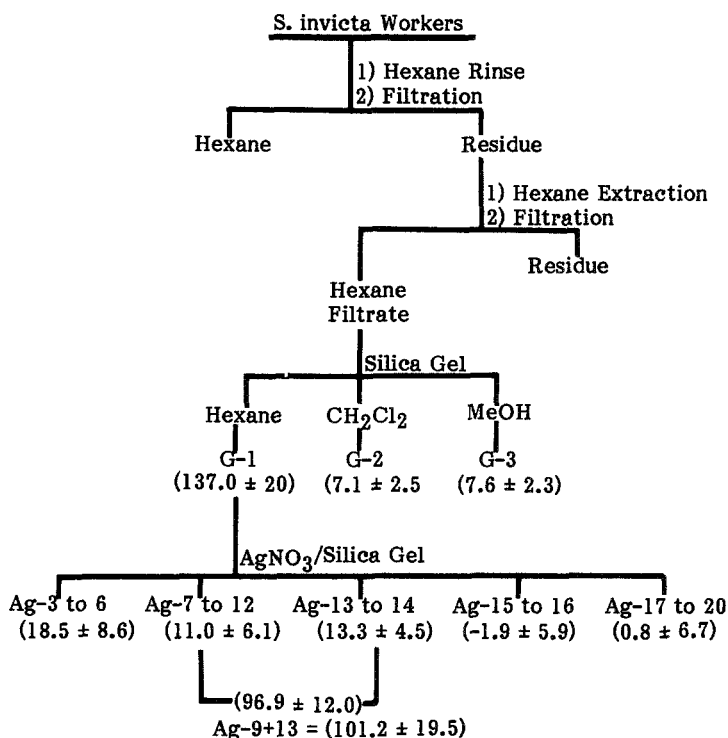 S. invicta Workers
1) Hexane Rinse
2) Filtration
Hexane Residue
1) Hexane Extraction
2) Filtration
Residue
Hexane
Filtrate
Silica Gel
Hexane CH₂Cl₂ MeOH
G-1 G-2 G-3
(137.0 ± 20) (7.1 ± 2.5 (7.6 ± 2.3)
AgNO₃/Silica Gel
Ag-3 to 6 Ag-7 to 12 Ag-13 to 14 Ag-15 to 16 Ag-17 to 20
(18.5 ± 8.6) (11.0 ± 6.1) (13.3 ± 4.5) (-1.9 ± 5.9) (0.8 ± 6.7)
(96.9 ± 12.0)
Ag-9+13 = (101.2 ± 19.5)